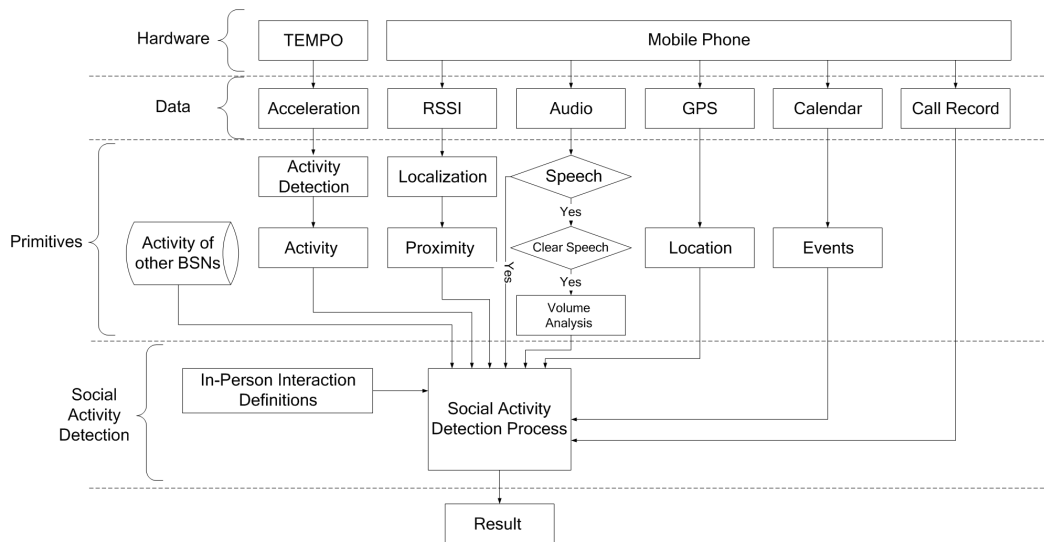 Hardware
TEMPO
Mobile Phone
Data
Acceleration
RSSI
Audio
GPS
Calendar
Call Record
Primitives
Activity
Detection
Localization
Speech
Yes
Activity of
other BSNs
Activity
Proximity
Clear Speech
Location
Events
Yes
Yes
Volume
Analysis
Social
Activity
Detection
In-Person Interaction
Definitions
Social Activity
Detection Process
Result